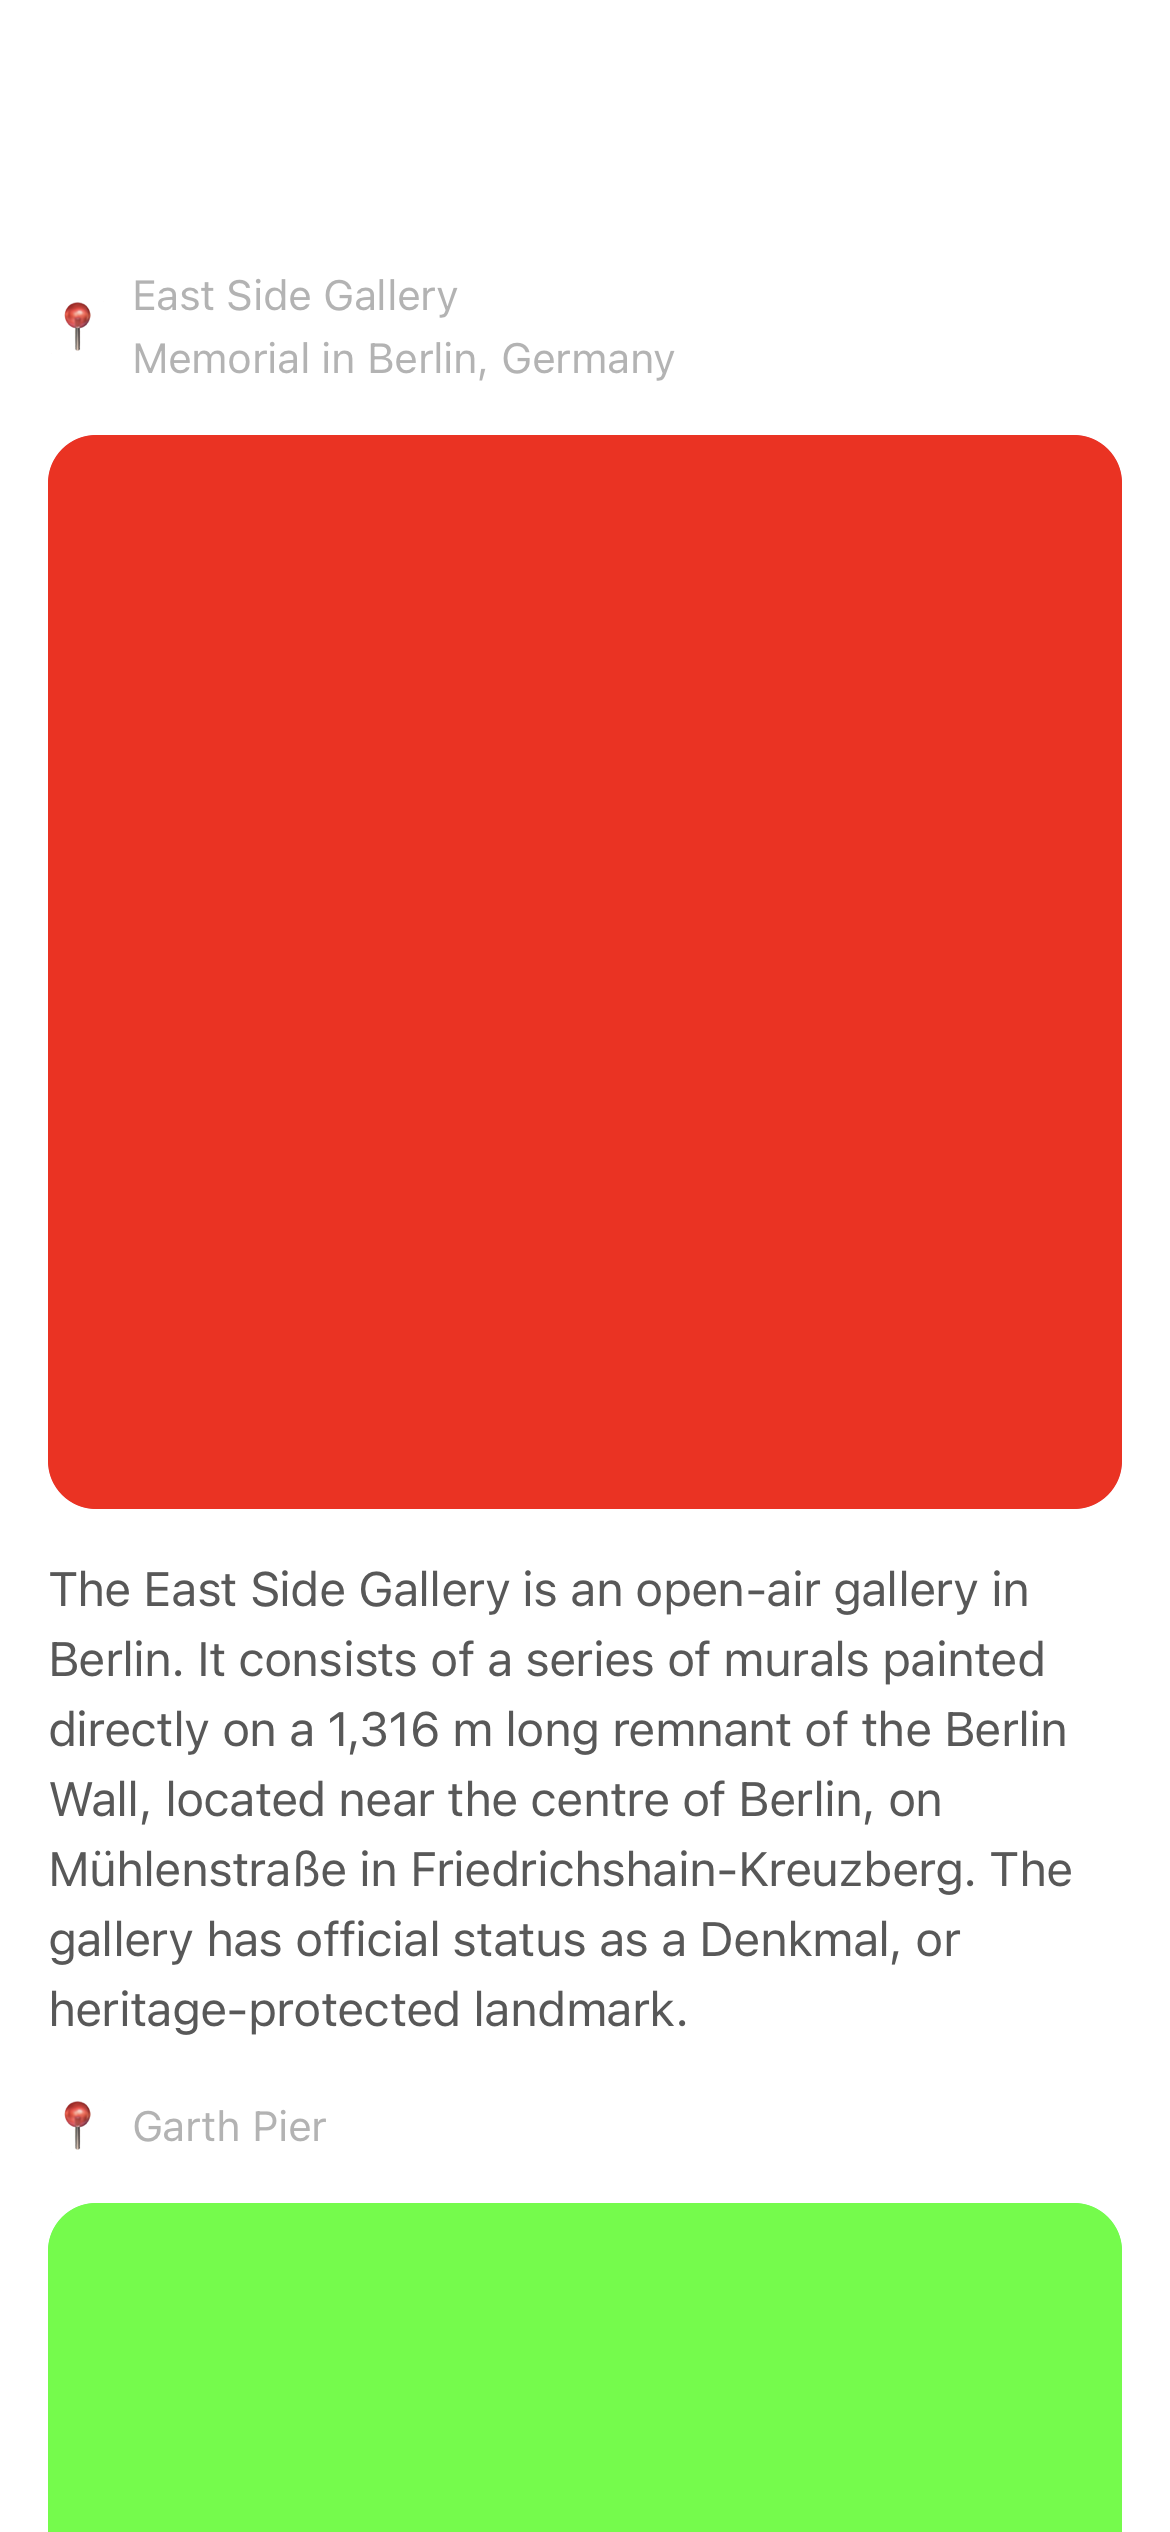 East Side Gallery
Memorial in Berlin, Germany
The East Side Gallery is an open-air gallery in
Berlin. It consists of a series of murals painted
directly on a 1,316 m long remnant of the Berlin
Wall, located near the centre of Berlin, on
Mühlenstraße in Friedrichshain-Kreuzberg. The
gallery has official status as a Denkmal, or
heritage-protected landmark.
Garth Pier